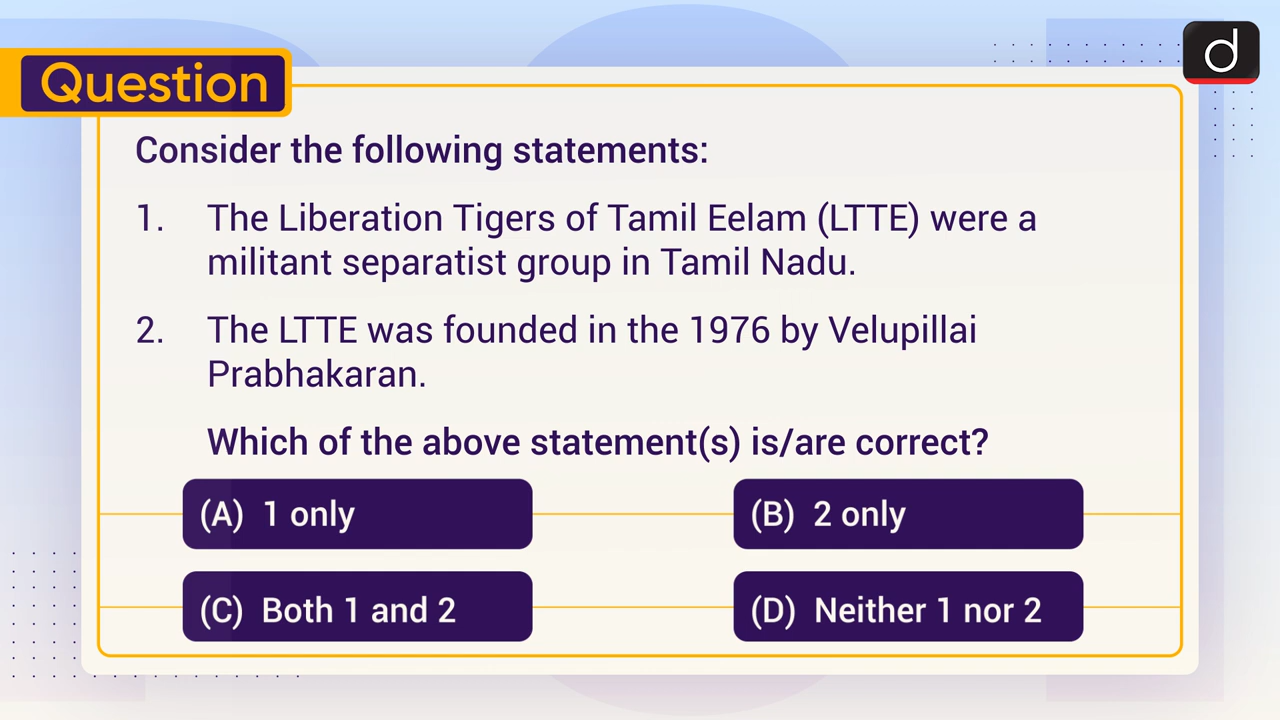 Question
d
Consider the following statements:
1. The Liberation Tigers of Tamil Eelam (LTTE) were a
militant separatist group in Tamil Nadu.
2. The LTTE was founded in the 1976 by Velupillai
Prabhakaran.
Which of the above statement(s) is/are correct?
(A) 1 only
(B) 2 only
(C) Both 1 and 2
(D) Neither 1 nor 2